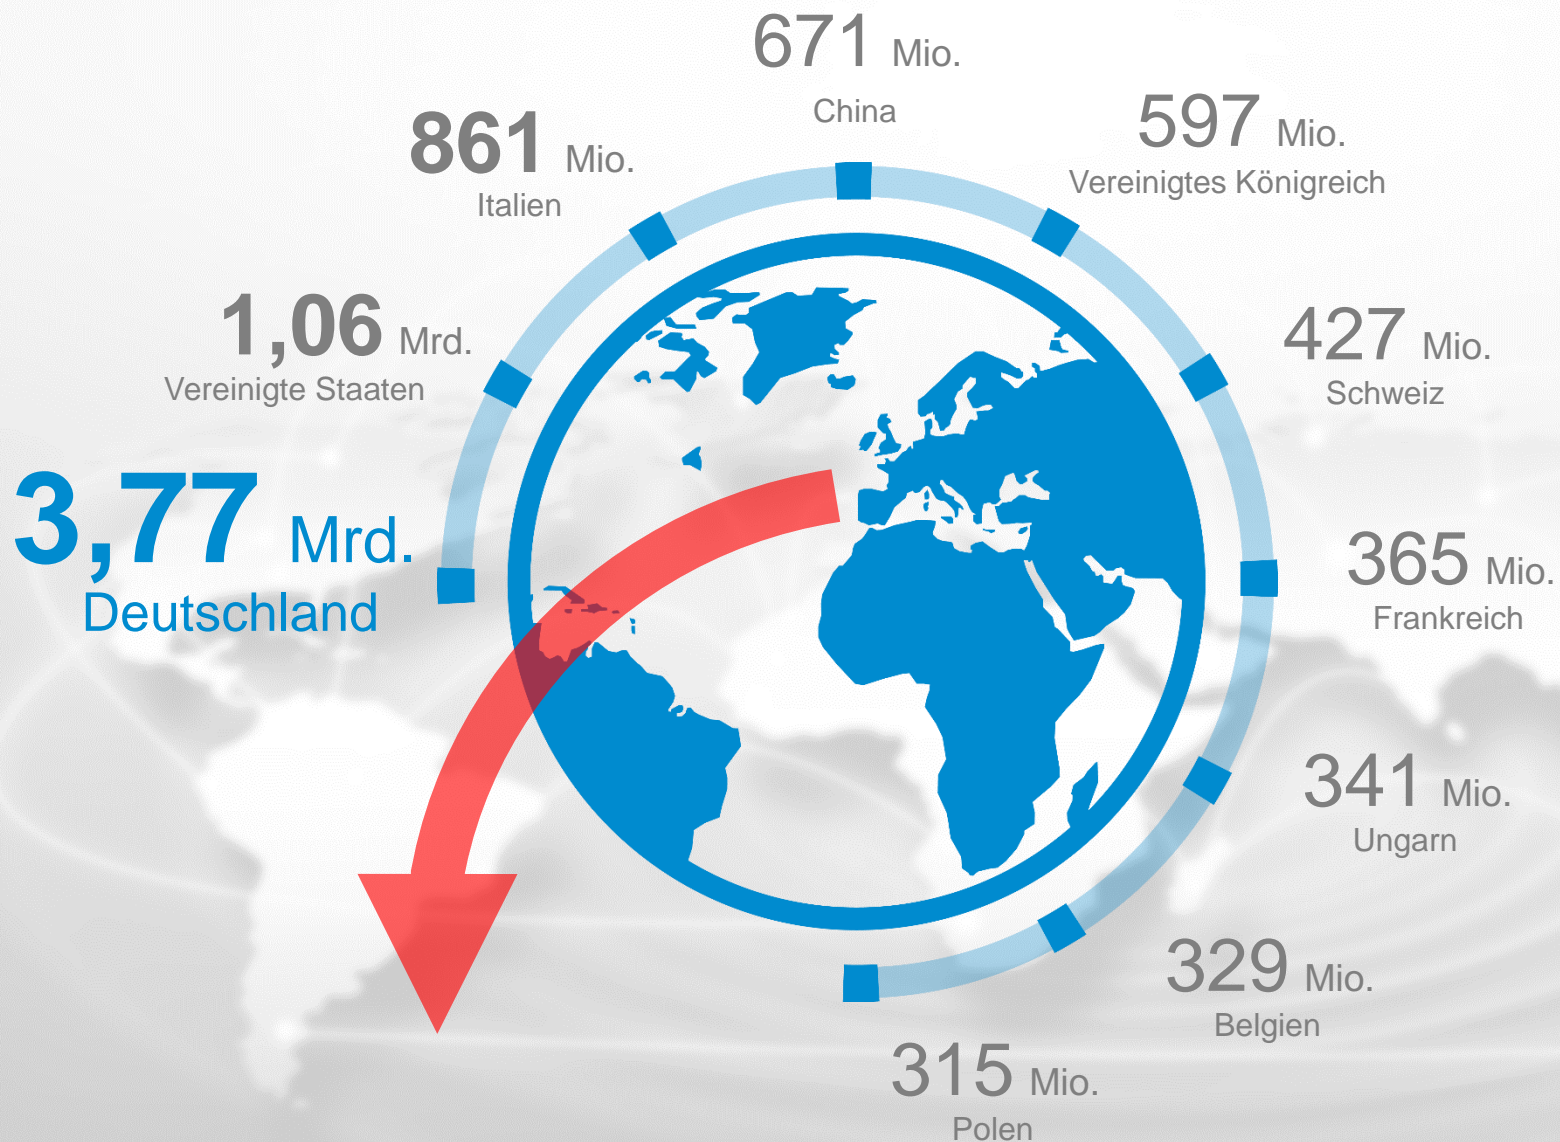 3,77 Mrd.
Deutschland
1,06 Mrd.
Vereinigte Staaten
861 Mio.
Italien
671 Mio.
China
597 Mio.
Vereinigtes Königreich
427 Mio.
Schweiz
365 Mio.
Frankreich
341 Mio.
Ungarn
329 Mio.
Belgien
315 Mio.
Polen